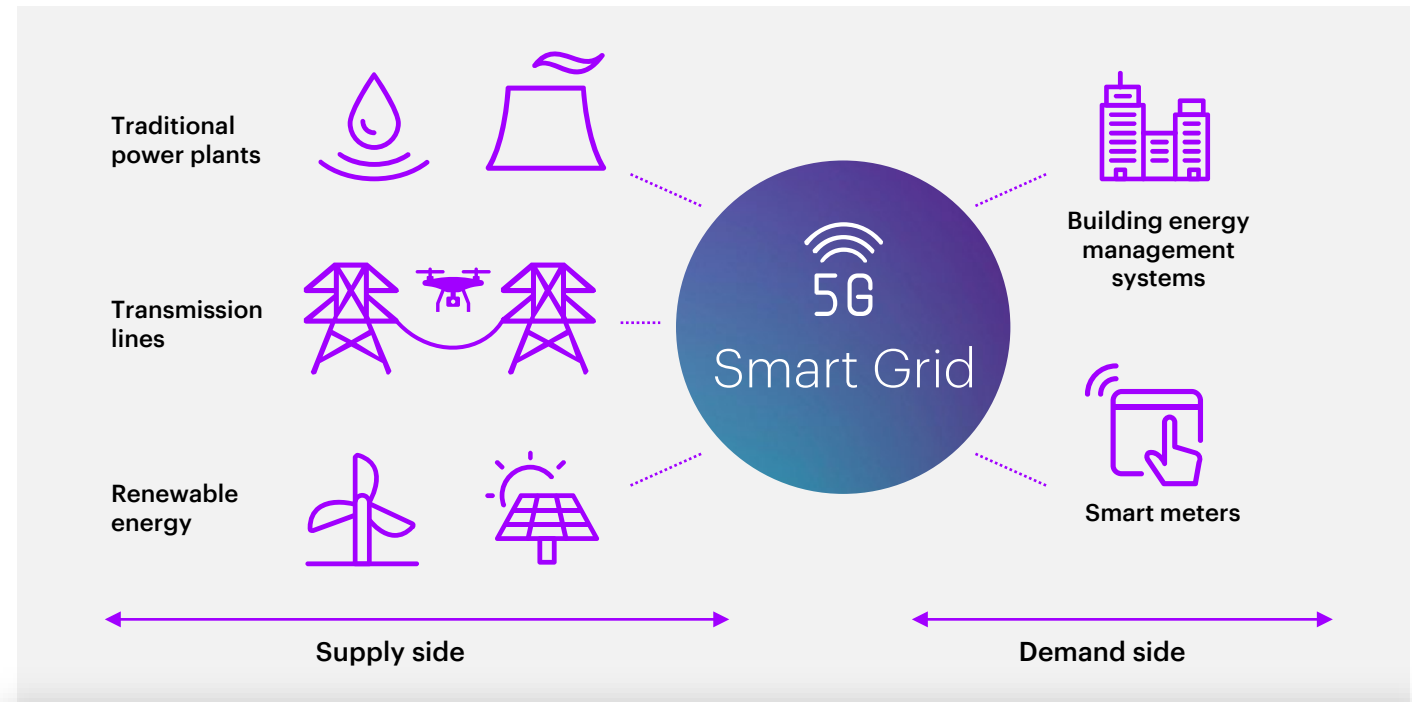 Traditional
power plants
Transmission
lines
Renewable
energy
5G
Smart Grid
Building energy
management
systems
Smart meters
Supply side
Demand side